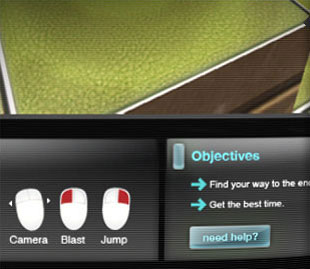 Objectives
Find your way to the en
Get the best time.
need help?
Camera Blast Jump